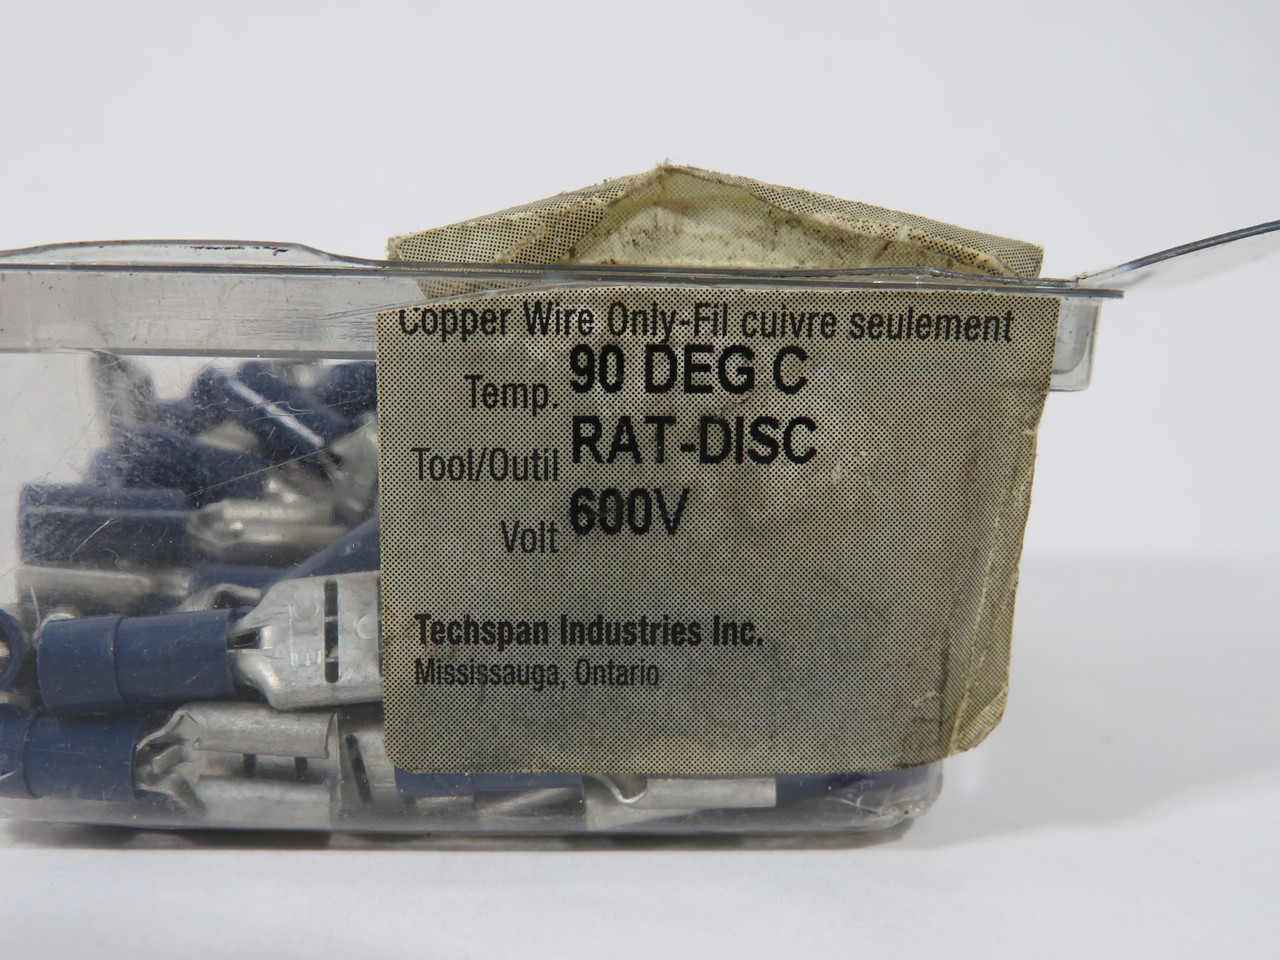 Copper Wire Only-Fil cuivre seulement
Temp. 90 DEG C
Tool/Outil RAT-DISC
Volt 600V
Techspan Industries Inc.
Mississauga, Ontario